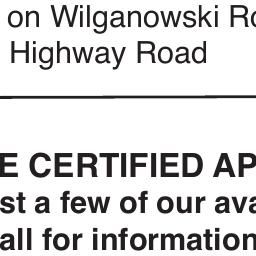 on Wilganowski Ro
Highway Road
E CERTIFIED AP
st a few of our ava
all for information